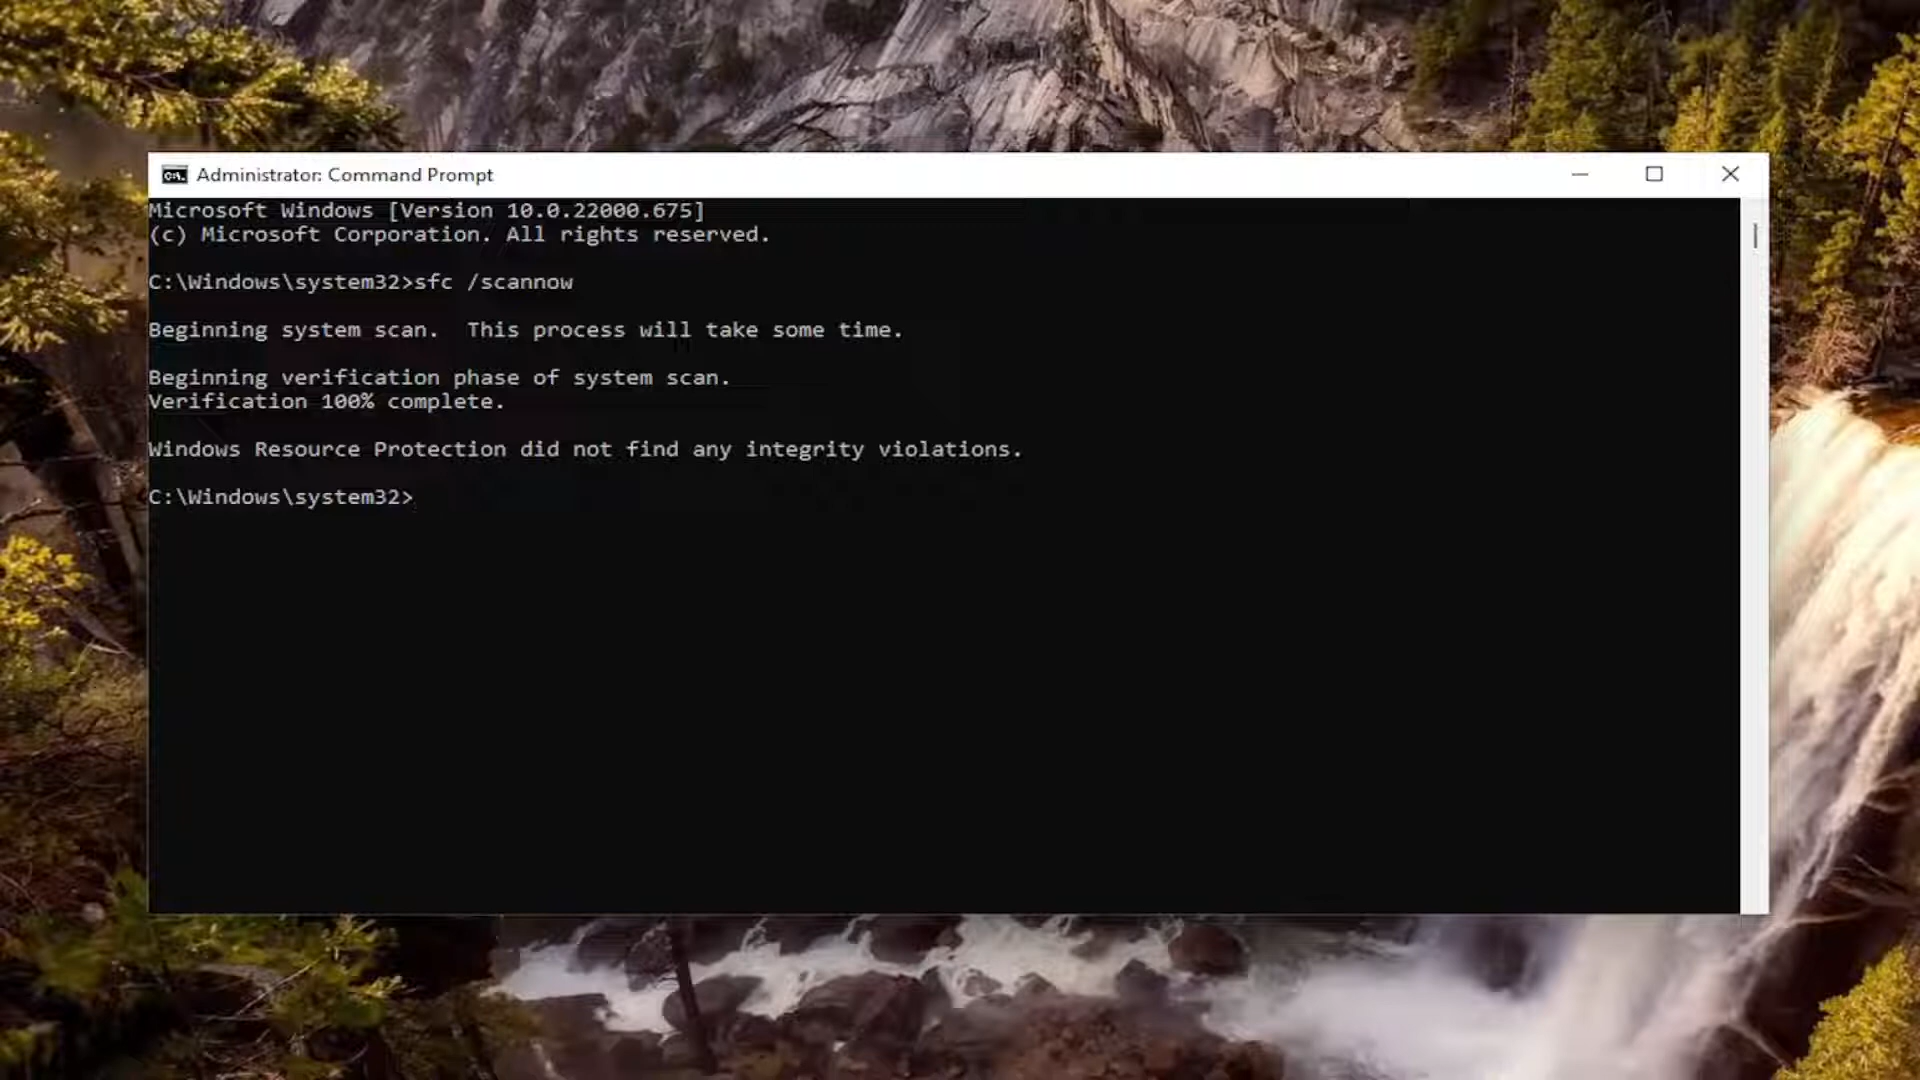 Administrator: Command Prompt
Microsoft Windows [Version 10.0.22000.675]
(c) Microsoft Corporation. All rights reserved.
C:\Windows\system32>sfc /scannow
Beginning system scan.  This process will take some time.
Beginning verification phase of system scan.
Verification 100% complete.
Windows Resource Protection did not find any integrity violations.
C:\Windows\system32>